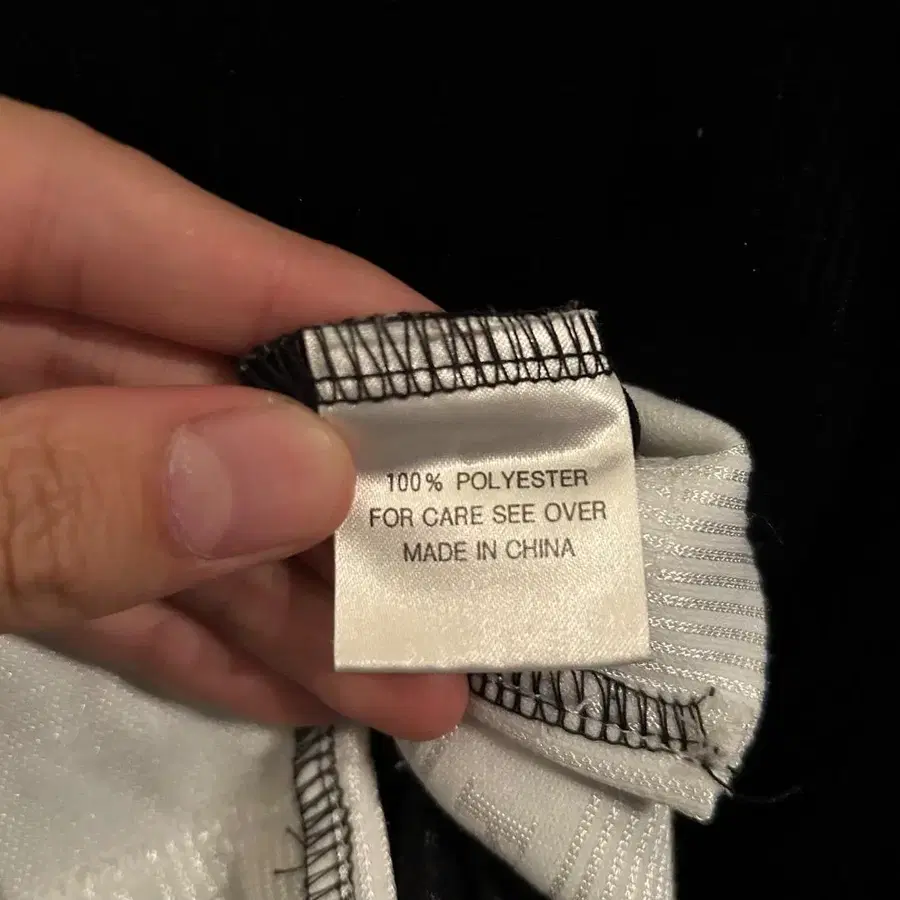 100% POLYESTER
FOR CARE SEE OVER
MADE IN CHINA